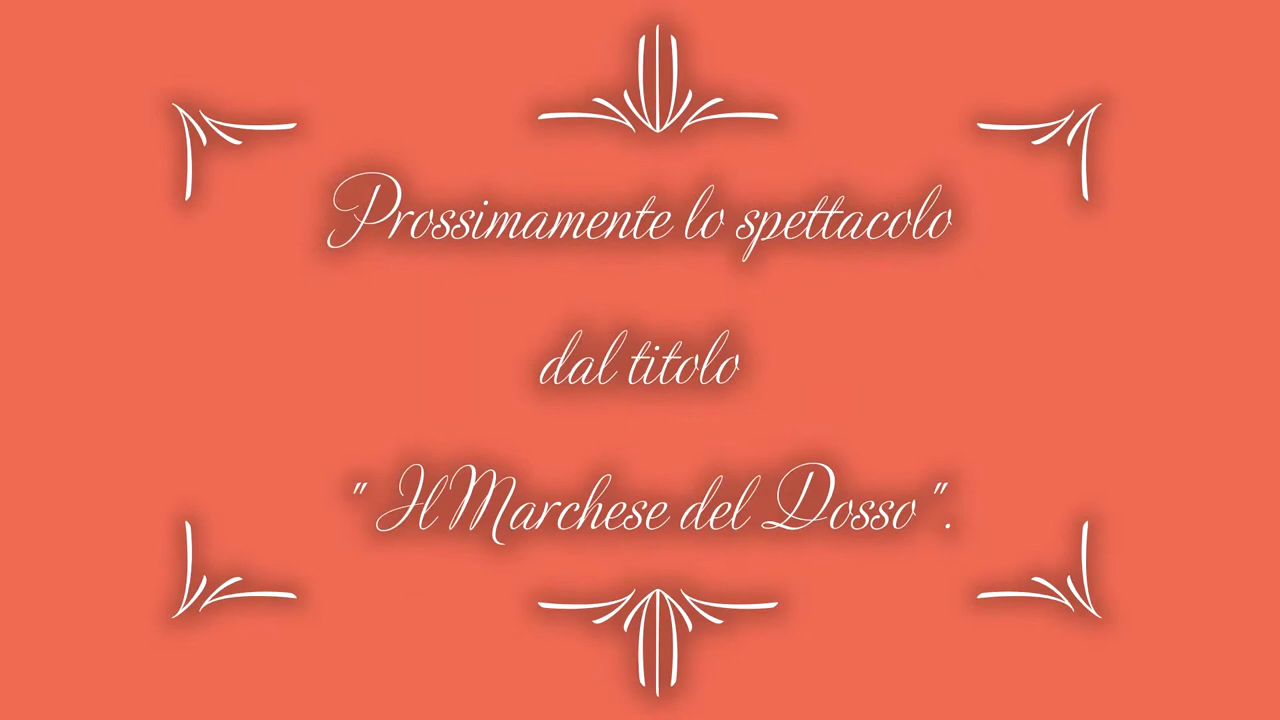 Prossimamente lo spettacolo
dal titolo
" Il Marchese del Dosso ".